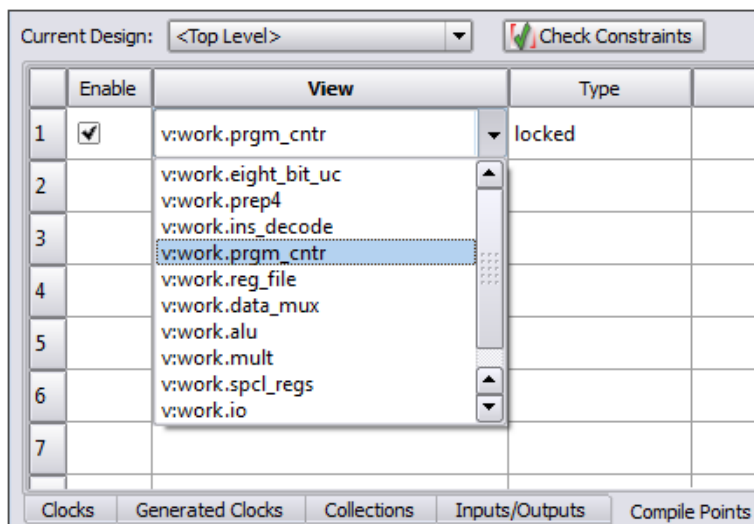 Current Design: <Top Level> Check Constraints
Enable View Type
1 v:work.prgm_cntr locked
v:work.eight_bit_uc
2 v:work.prep4
v:work.ins_decode
3 v:work.prgm_cntr
v:work.reg_file
4 v:work.data_mux
5 v:work.alu
v:work.mult
6 v:work.spcl_regs
v:work.io
7
Clocks Generated Clocks Collections Inputs/Outputs Compile Points